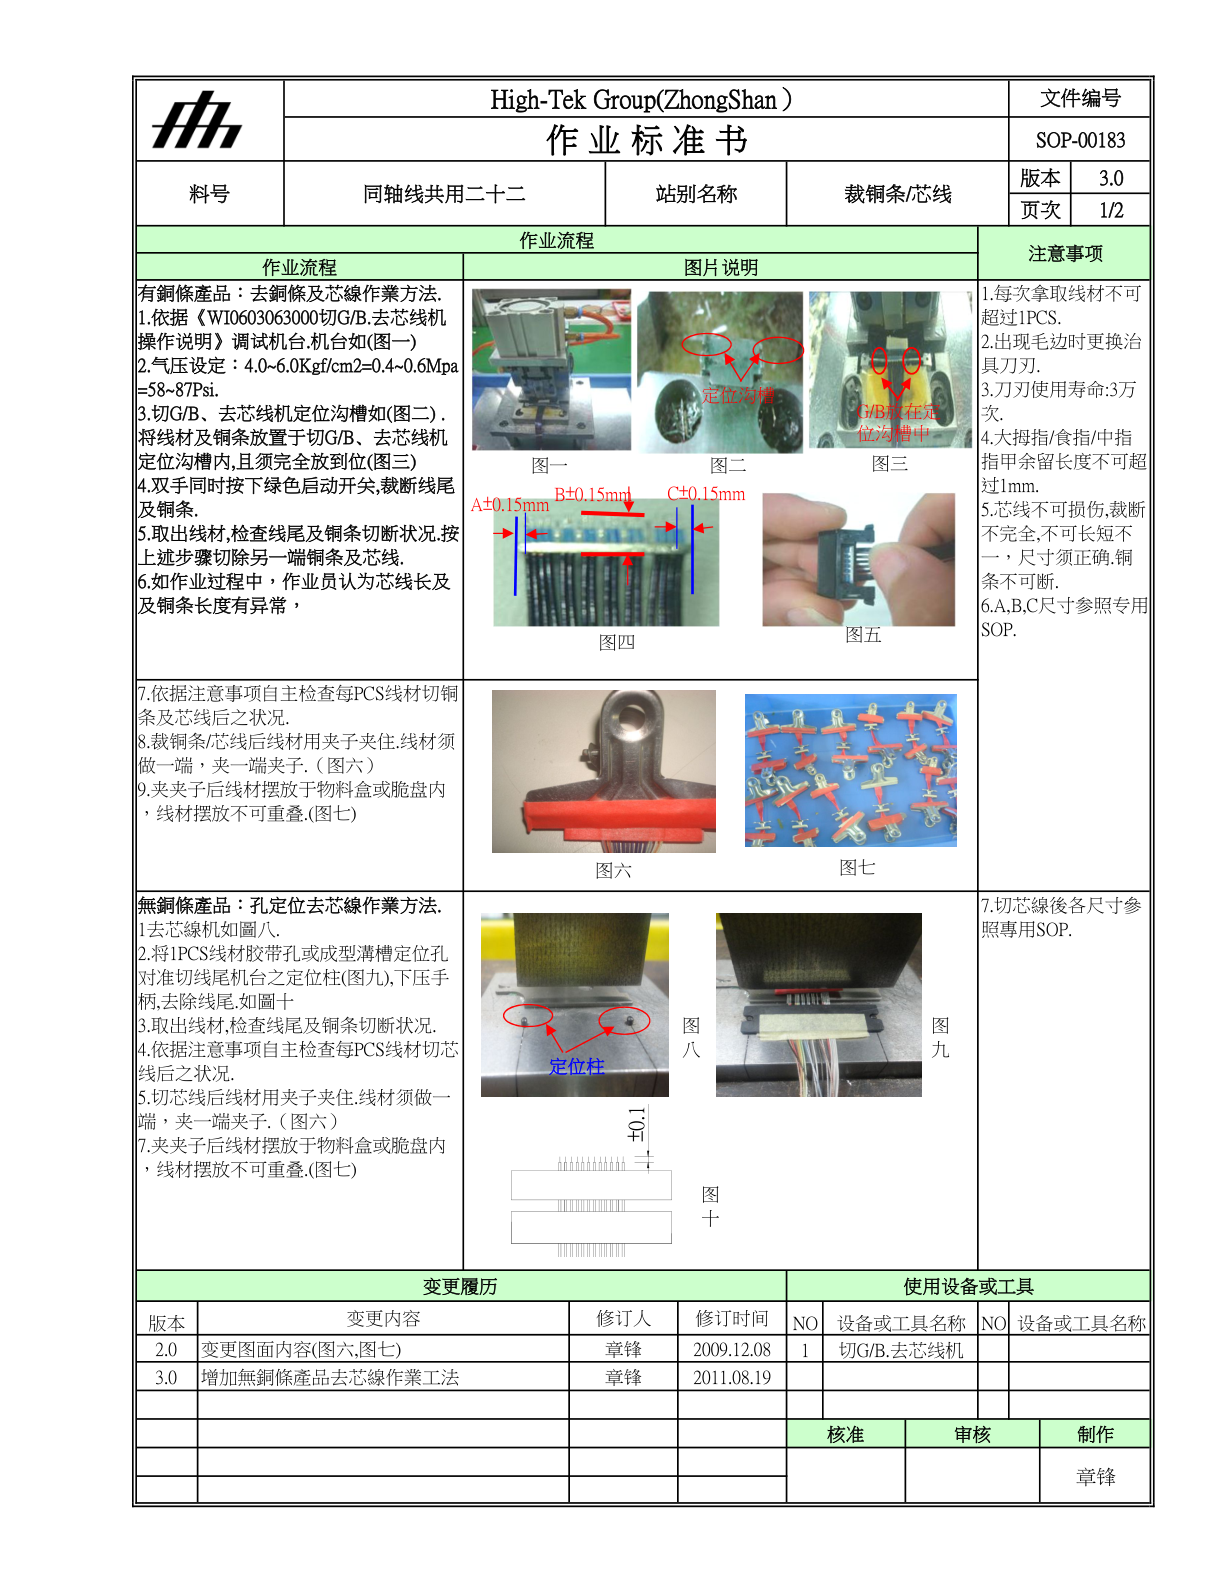 High-Tek Group(ZhongShan）
文件编号
作 业 标 准 书
SOP-00183
料号
同轴线共用二十二
站别名称
裁铜条/芯线
版本
3.0
页次
1/2
作业流程
注意事项
作业流程
图片说明
有銅條產品：去銅條及芯線作業方法.
1.依据《WI0603063000切G/B.去芯线机
操作说明》调试机台.机台如(图一)
2.气压设定：4.0~6.0Kgf/cm2=0.4~0.6Mpa
=58~87Psi.
3.切G/B、去芯线机定位沟槽如(图二) .
将线材及铜条放置于切G/B、去芯线机
定位沟槽内,且须完全放到位(图三)
4.双手同时按下绿色启动开关,裁断线尾
及铜条.
5.取出线材,检查线尾及铜条切断状况.按
上述步骤切除另一端铜条及芯线.
6.如作业过程中，作业员认为芯线长及
及铜条长度有异常，
定位沟槽
G/B放在定
位沟槽中
图一
图二
图三
A±0.15mm
B±0.15mm
C±0.15mm
图四
图五
1.每次拿取线材不可
超过1PCS.
2.出现毛边时更换治
具刀刃.
3.刀刃使用寿命:3万
次.
4.大拇指/食指/中指
指甲余留长度不可超
过1mm.
5.芯线不可损伤,裁断
不完全,不可长短不
一，尺寸须正确.铜
条不可断.
6.A,B,C尺寸参照专用
SOP.
7.依据注意事项自主检查每PCS线材切铜
条及芯线后之状况.
8.裁铜条/芯线后线材用夹子夹住.线材须
做一端，夹一端夹子.（图六）
9.夹夹子后线材摆放于物料盒或脆盘内
，线材摆放不可重叠.(图七)
图六
图七
無銅條產品：孔定位去芯線作業方法.
1去芯線机如圖八.
2.将1PCS线材胶带孔或成型溝槽定位孔
对准切线尾机台之定位柱(图九),下压手
柄,去除线尾.如圖十
3.取出线材,检查线尾及铜条切断状况.
4.依据注意事项自主检查每PCS线材切芯
线后之状况.
5.切芯线后线材用夹子夹住.线材须做一
端，夹一端夹子.（图六）
7.夹夹子后线材摆放于物料盒或脆盘内
，线材摆放不可重叠.(图七)
定位柱
图
八
图
九
±0.1
图
十
7.切芯線後各尺寸参
照專用SOP.
变更履历
使用设备或工具
版本
变更内容
修订人
修订时间
NO
设备或工具名称
NO
设备或工具名称
2.0
变更图面内容(图六,图七)
章锋
2009.12.08
1
切G/B.去芯线机
3.0
增加無銅條產品去芯線作業工法
章锋
2011.08.19
核准
审核
制作
章锋